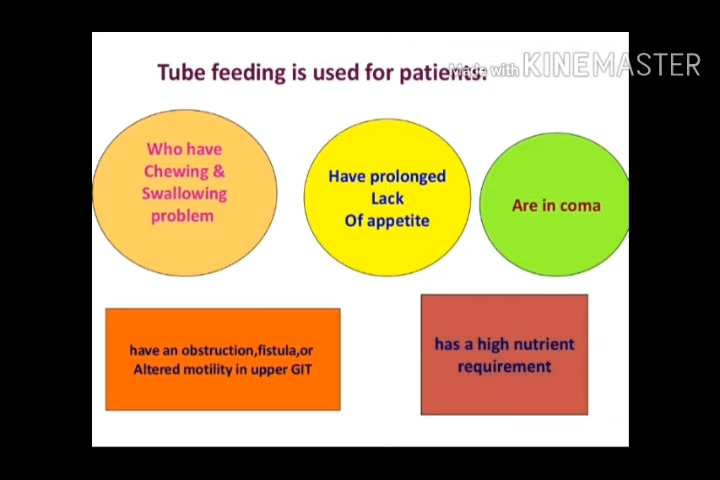 Tube feeding is used for patients:
Made with KINEMASTER
Who have
Chewing &
Swallowing
problem
Have prolonged
Lack
Of appetite
Are in coma
have an obstruction,fistula,or
Altered motility in upper GIT
has a high nutrient
requirement